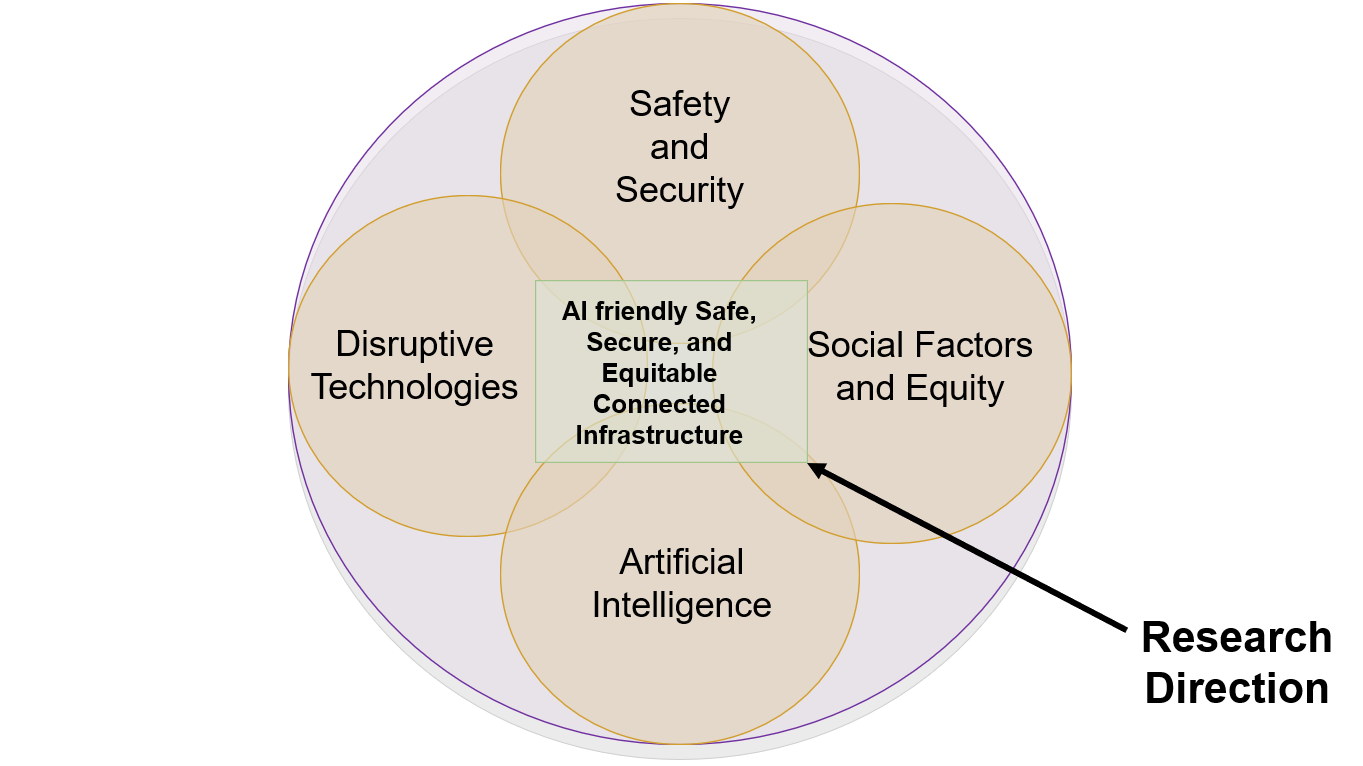 Safety
and
Security
Disruptive
Technologies
AI friendly Safe,
Secure, and
Equitable
Connected
Infrastructure
Social Factors
and Equity
Artificial
Intelligence
Research
Direction